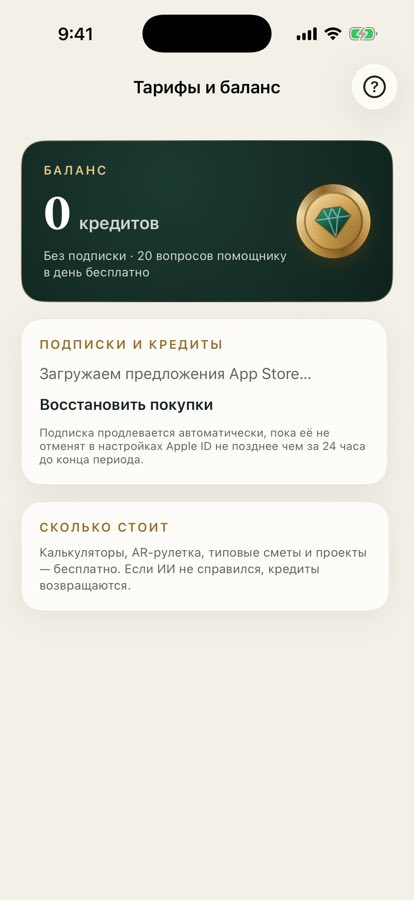 9:41
Тарифы и баланс
?
БАЛАНС
0 кредитов
Без подписки · 20 вопросов помощнику
в день бесплатно
ПОДПИСКИ И КРЕДИТЫ
Загружаем предложения App Store...
Восстановить покупки
Подписка продлевается автоматически, пока её не
отменят в настройках Apple ID не позднее чем за 24 часа
до конца периода.
СКОЛЬКО СТОИТ
Калькуляторы, AR-рулетка, типовые сметы и проекты
— бесплатно. Если ИИ не справился, кредиты
возвращаются.